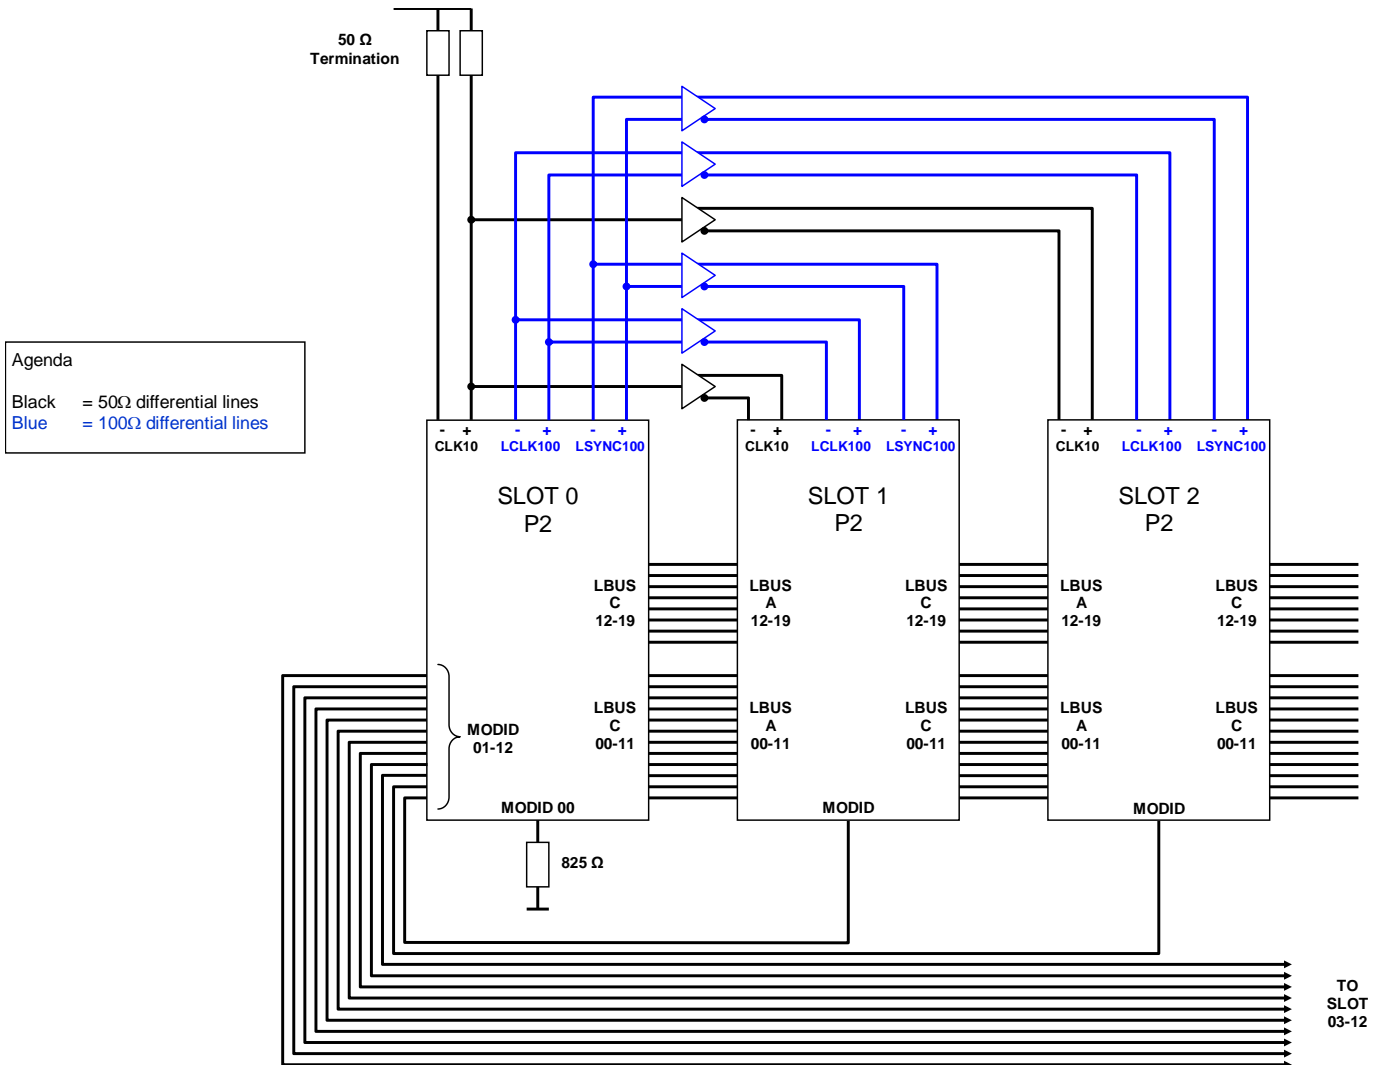 50 Ω
Termination
Agenda
Black = 50Ω differential lines
Blue = 100Ω differential lines
- +
CLK10
- +
LCLK100
- +
LSYNC100
- +
CLK10
- +
LCLK100
- +
LSYNC100
- +
CLK10
- +
LCLK100
- +
LSYNC100
SLOT 0
P2
SLOT 1
P2
SLOT 2
P2
LBUS
C
12-19
LBUS
A
12-19
LBUS
C
12-19
LBUS
A
12-19
LBUS
C
12-19
MODID
01-12
LBUS
C
00-11
LBUS
A
00-11
LBUS
C
00-11
LBUS
A
00-11
LBUS
C
00-11
MODID 00
MODID
MODID
825 Ω
TO
SLOT
03-12